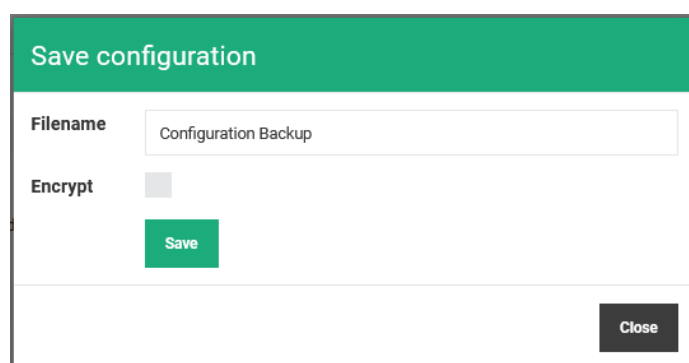 Save configuration
Filename
Configuration Backup
Encrypt
Save
Close